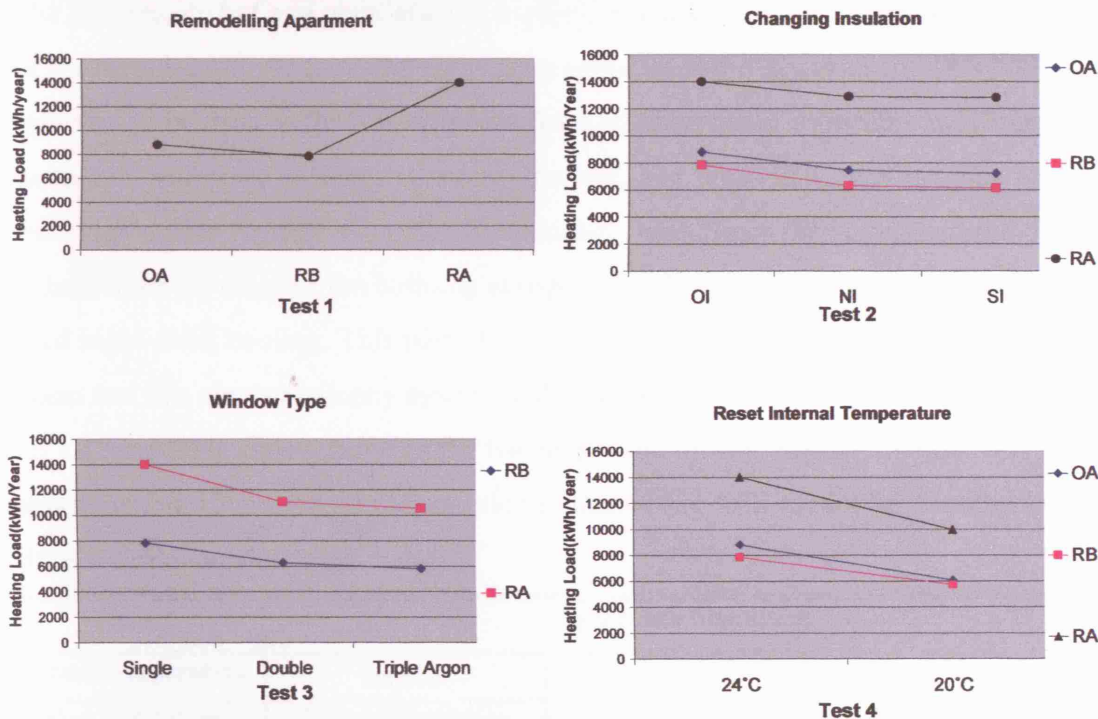 Remodelling Apartment
Heating Load (kWh/year)
16000
14000
12000
10000
8000
6000
4000
2000
0
OA RB RA
Test 1
Changing Insulation
Heating Load(kWh/Year)
16000
14000
12000
10000
8000
6000
4000
2000
0
OI NI SI
Test 2
OA
RB
RA
Window Type
Heating Load(kWh/Year)
16000
14000
12000
10000
8000
6000
4000
2000
0
Single Double Triple Argon
Test 3
RB
RA
Reset Internal Temperature
Heating Load(kWh/Year)
16000
14000
12000
10000
8000
6000
4000
2000
0
24°C 20°C
Test 4
OA
RB
RA